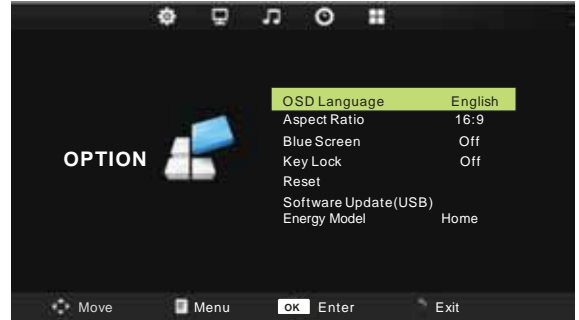 OPTION
OSD Language English
Aspect Ratio 16:9
Blue Screen Off
Key Lock Off
Reset
Software Update(USB)
Energy Model Home
Move Menu OK Enter Exit